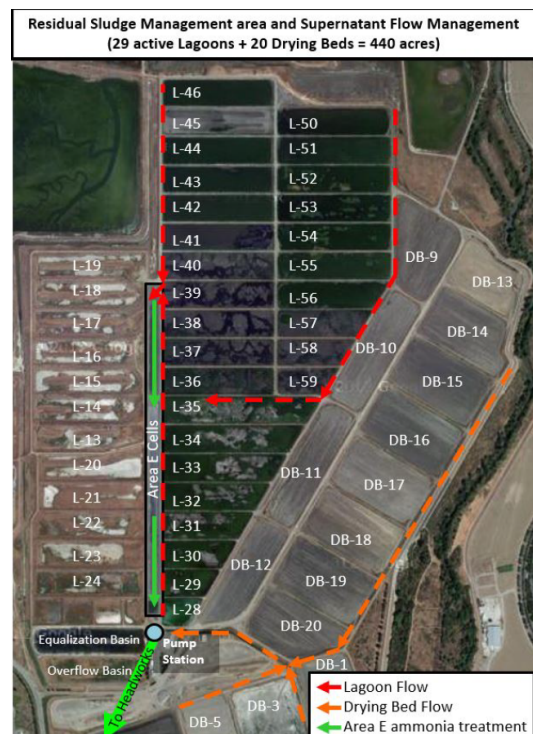 Residual Sludge Management area and Supernatant Flow Management
(29 active Lagoons + 20 Drying Beds = 440 acres)
L-46
L-45
L-50
L-44
L-51
L-43
L-52
L-42
L-53
L-41
L-54
L-40
L-55
L-19
L-18
L-39
L-56
L-17
L-38
L-57
L-16
L-37
L-58
L-15
L-36
L-59
L-14
L-35
L-13
L-34
L-20
L-33
L-21
L-32
L-22
L-31
L-23
L-30
L-24
L-29
L-28
Area E Cells
DB-9
DB-13
DB-10
DB-14
DB-15
DB-16
DB-11
DB-17
DB-18
DB-12
DB-19
DB-20
DB-1
DB-3
DB-5
Equalization Basin
Pump
Station
Overflow Basin
To Headworks
Lagoon Flow
Drying Bed Flow
Area E ammonia treatment